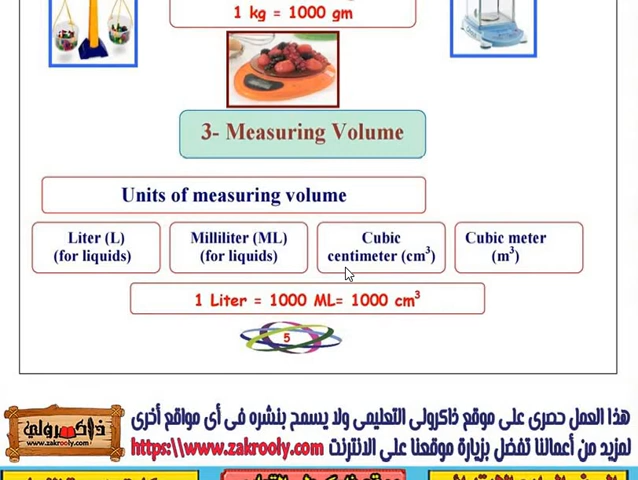 1 kg = 1000 gm
3- Measuring Volume
Units of measuring volume
Liter (L)
(for liquids)
Milliliter (ML)
(for liquids)
Cubic
centimeter (cm³)
Cubic meter
(m³)
1 Liter = 1000 ML= 1000 cm³
5
هذا العمل حصرى على موقع ذاكرولى التعليمى ولا يسمح بنشره فى أى مواقع أخرى
لمزيد من أعمالنا تفضل بزيارة موقعنا على الانترنت https:\\www.zakrooly.com
ذاكرولي
www.zakrooly.com